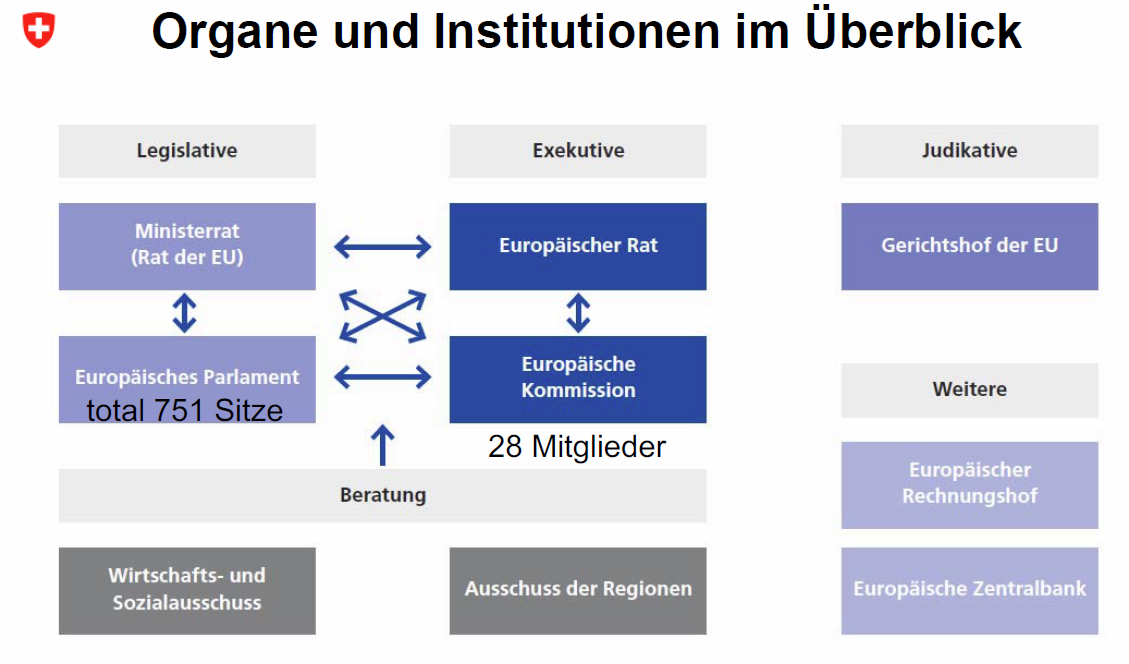 Organe und Institutionen im Überblick
Legislative
Exekutive
Judikative
Ministerrat
(Rat der EU)
Europäischer Rat
Gerichtshof der EU
Europäisches Parlament
total 751 Sitze
Europäische
Kommission
28 Mitglieder
Weitere
Beratung
Europäischer
Rechnungshof
Wirtschafts- und
Sozialausschuss
Ausschuss der Regionen
Europäische Zentralbank